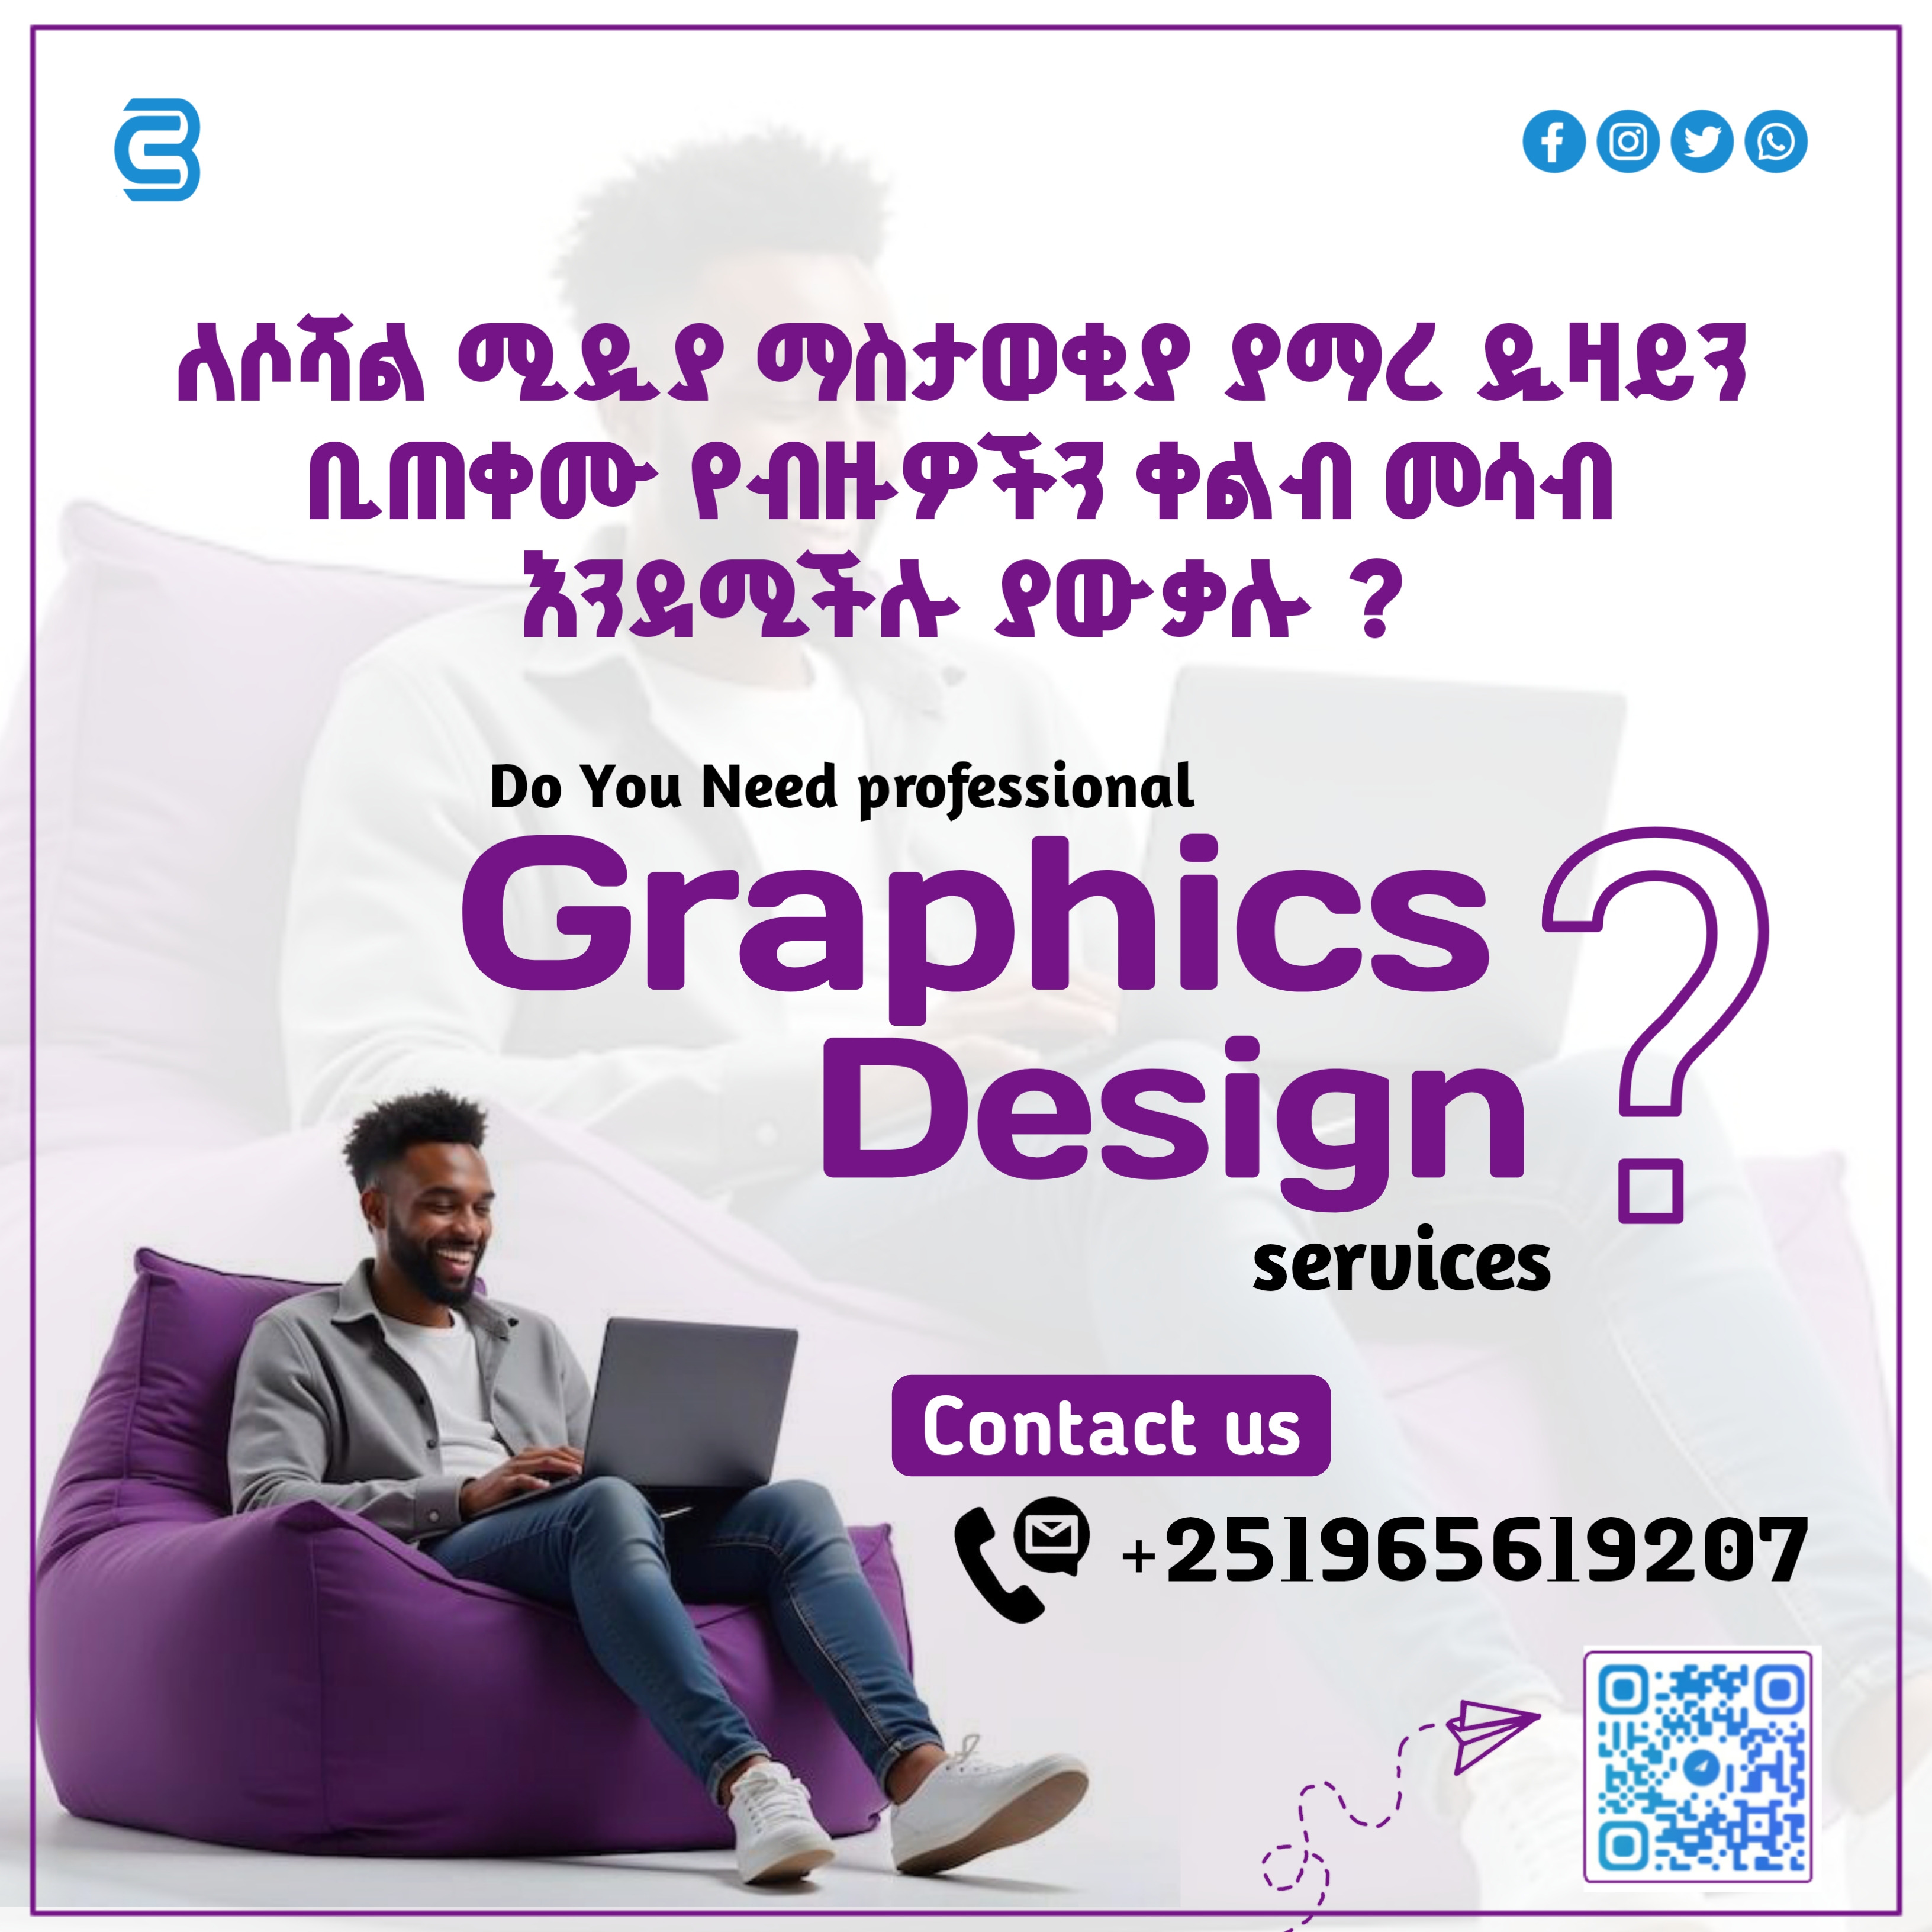 ለሶሻል ሚዲያ ማስታወቂያ ያማረ ዲዛይን
ቢጠቀሙ የብዙዎችን ቀልብ መሳብ
እንደሚችሉ ያውቃሉ ?
Do You Need professional
Graphics
Design ?
services
Contact us
+251965619207